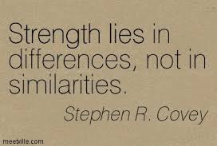 Strength lies in
differences, not in
similarities.
Stephen R. Covey
meetville.com